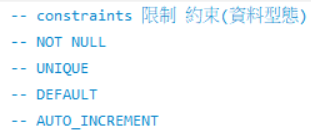 -- constraints 限制 約束(資料型態)
-- NOT NULL
-- UNIQUE
-- DEFAULT
-- AUTO_INCREMENT